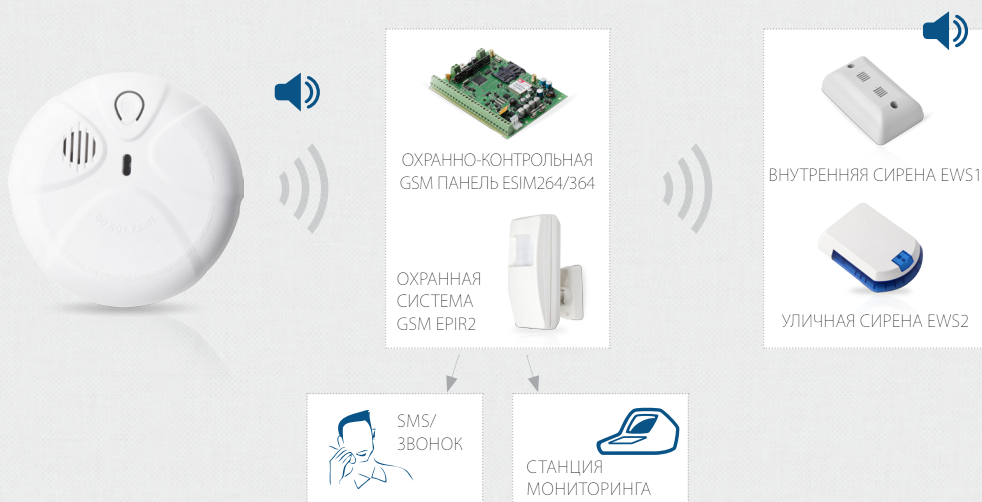 ОХРАННО-КОНТРОЛЬНАЯ
GSM ПАНЕЛЬ ESIM264/364
ОХРАННАЯ
СИСТЕМА
GSM EPIR2
ВНУТРЕННЯЯ СИРЕНА EWS1
УЛИЧНАЯ СИРЕНА EWS2
SMS/
ЗВОНОК
СТАНЦИЯ
МОНИТОРИНГА